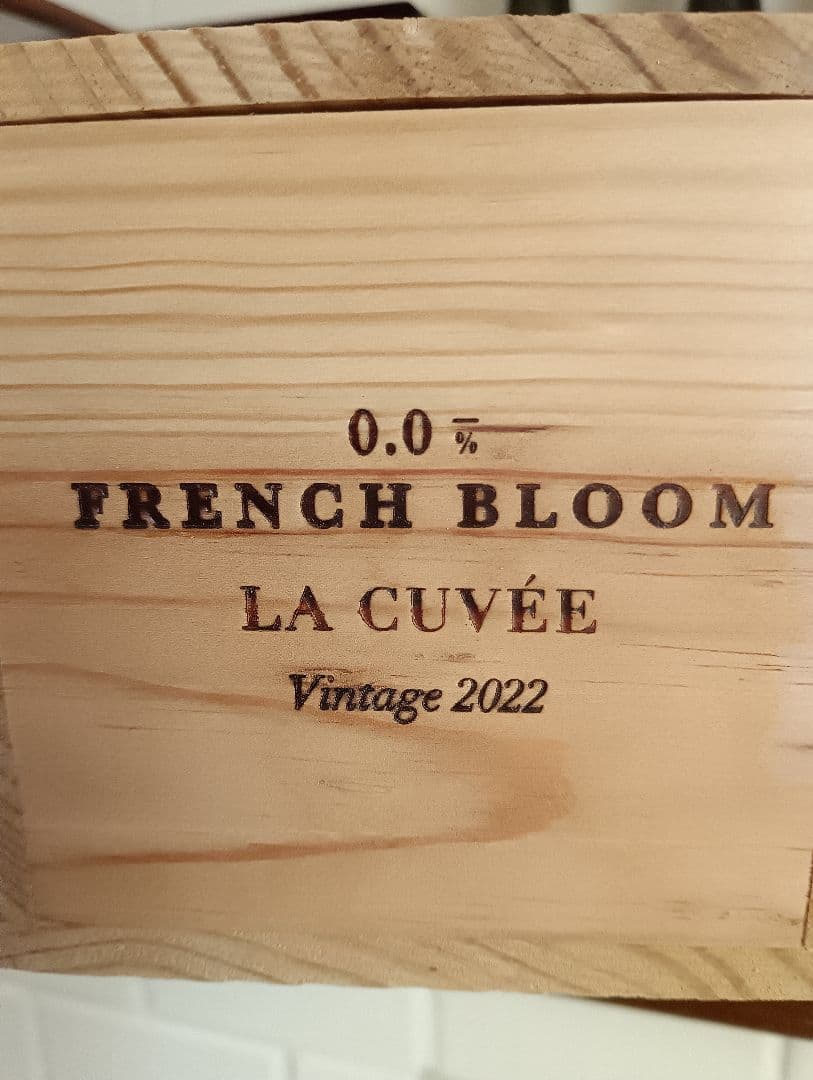 0.0 %
FRENCH BLOOM
LA CUVÉE
Vintage 2022